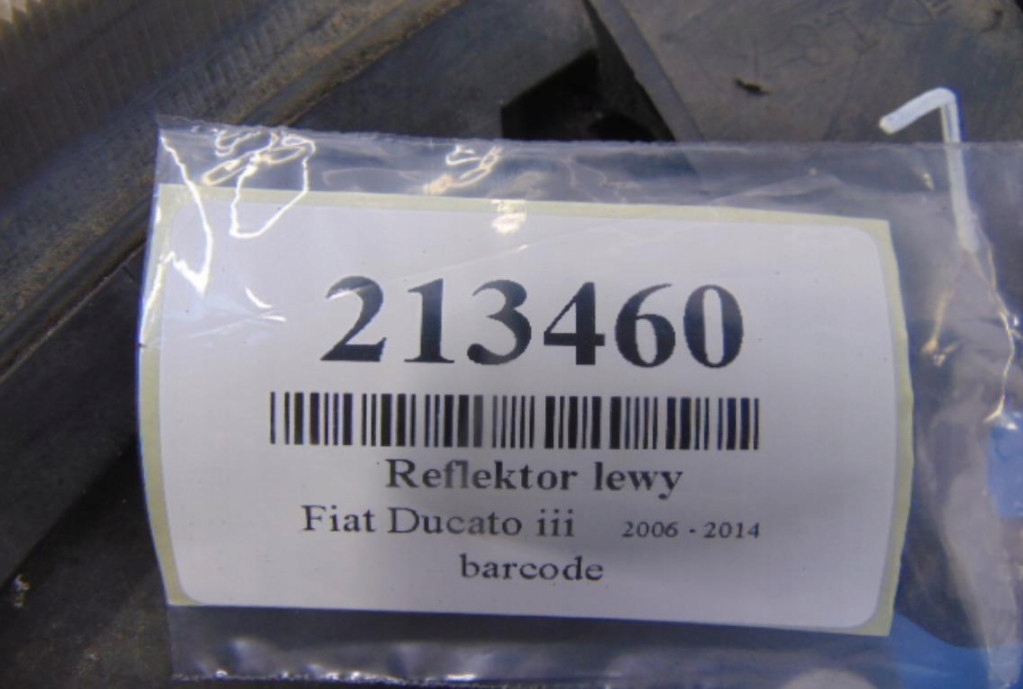 213460
Reflektor lewy
Fiat Ducato iii 2006 - 2014
barcode